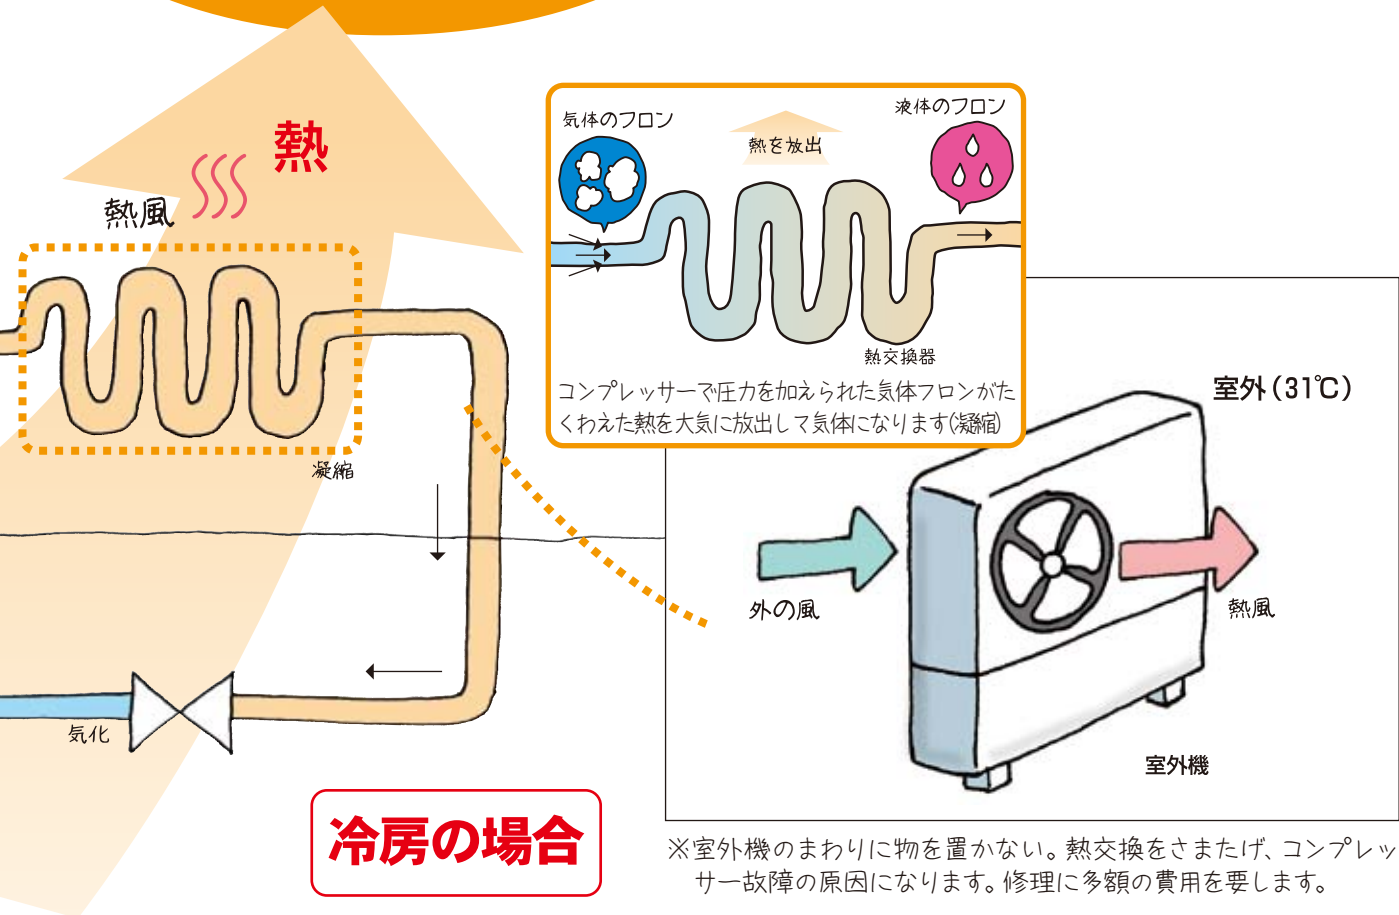 熱
熱風
凝縮
気化
冷房の場合
気体のフロン
熱を放出
液体のフロン
熱交換器
コンプレッサーで圧力を加えられた気体フロンがた
くわえた熱を大気に放出して気体になります(凝縮)
室外(31℃)
外の風
熱風
室外機
※室外機のまわりに物を置かない。熱交換をさまたげ、コンプレッ
サー故障の原因になります。修理に多額の費用を要します。